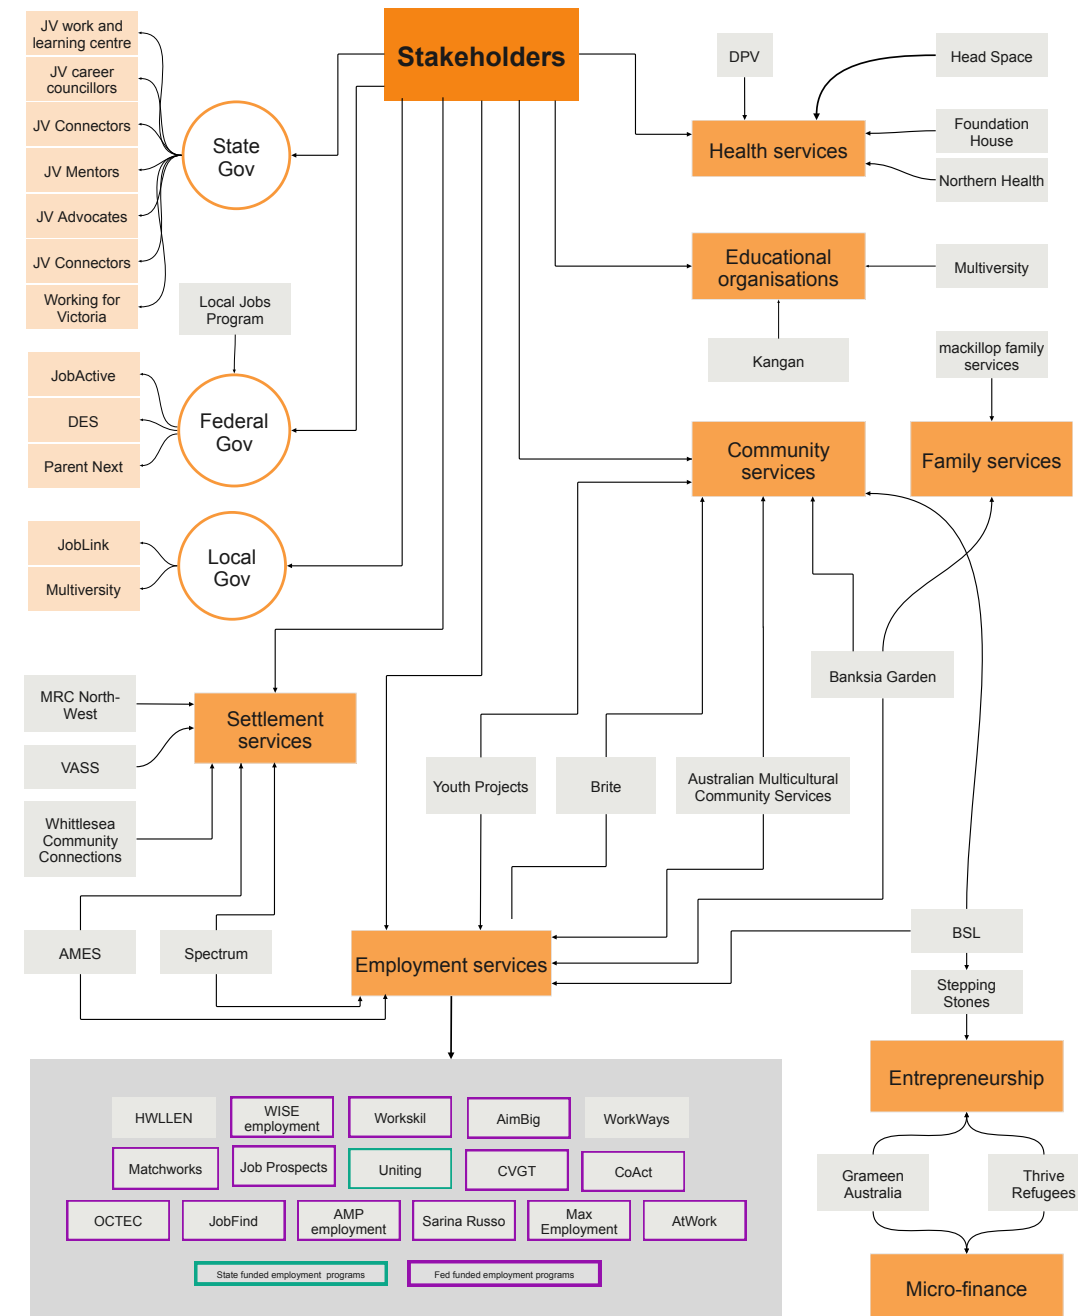 Stakeholders
JV work and
learning centre
JV career
councillors
JV Connectors
JV Mentors
JV Advocates
JV Connectors
Working for
Victoria
State
Gov
Local Jobs
Program
JobActive
DES
Parent Next
Federal
Gov
JobLink
Multiversity
Local
Gov
DPV
Head Space
Foundation
House
Northern Health
Health services
Educational
organisations
Multiversity
Kangan
mackillop family
services
Community
services
Family services
Banksia Garden
MRC North-
West
VASS
Whittlesea
Community
Connections
Settlement
services
Youth Projects
Brite
Australian Multicultural
Community Services
AMES
Spectrum
Employment services
BSL
Stepping
Stones
Entrepreneurship
Grameen
Australia
Thrive
Refugees
Micro-finance
HWLLEN
WISE
employment
Workskil
AimBig
WorkWays
Matchworks
Job Prospects
Uniting
CVGT
CoAct
OCTEC
JobFind
AMP
employment
Sarina Russo
Max
Employment
AtWork
State funded employment programs
Fed funded employment programs